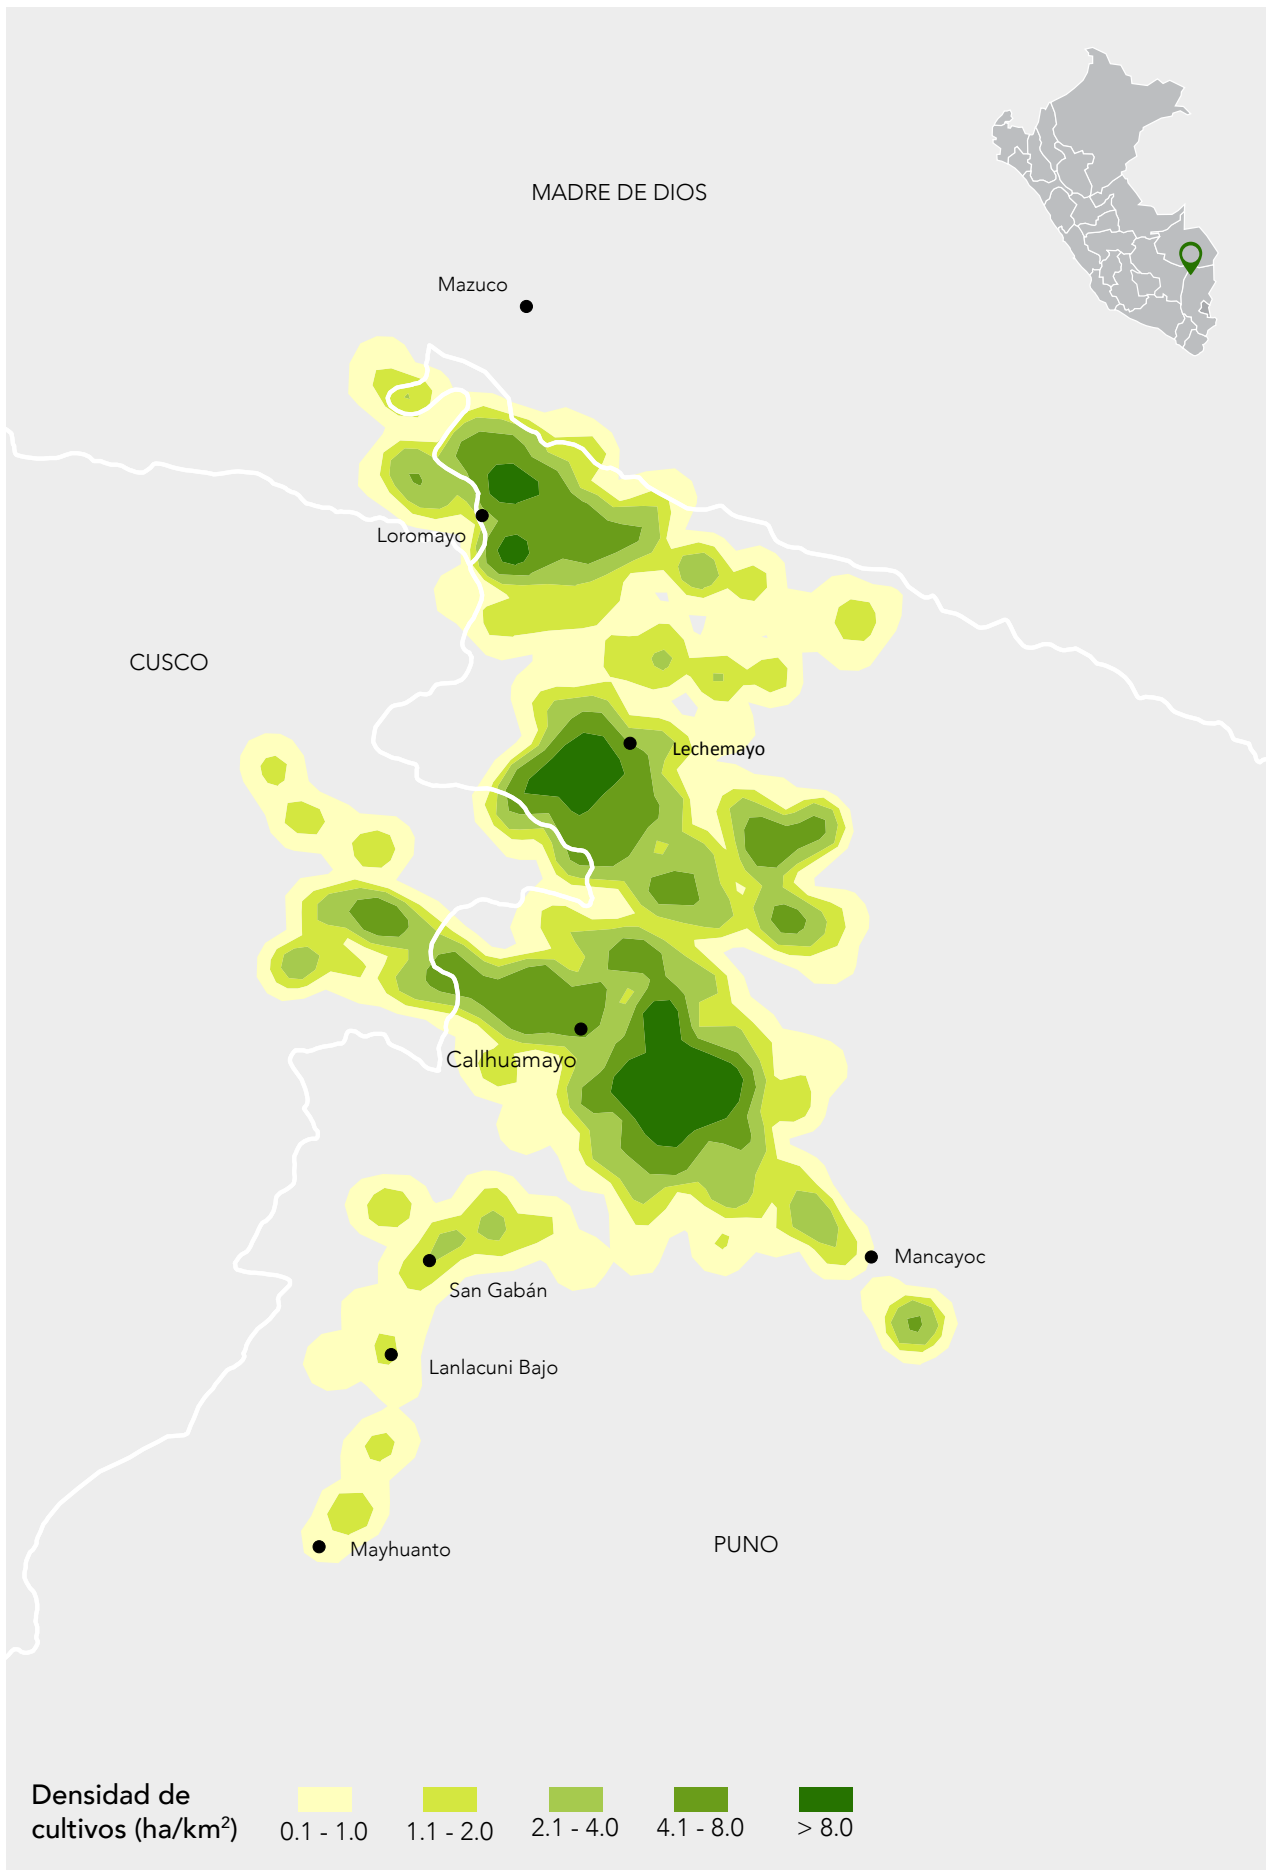 MADRE DE DIOS
Mazuco
Loromayo
CUSCO
Lechemayo
Callhuamayo
Mancayoc
San Gabán
Lanlacuni Bajo
PUNO
Mayhuanto
Densidad de
cultivos (ha/km²)
0.1 - 1.0
1.1 - 2.0
2.1 - 4.0
4.1 - 8.0
> 8.0